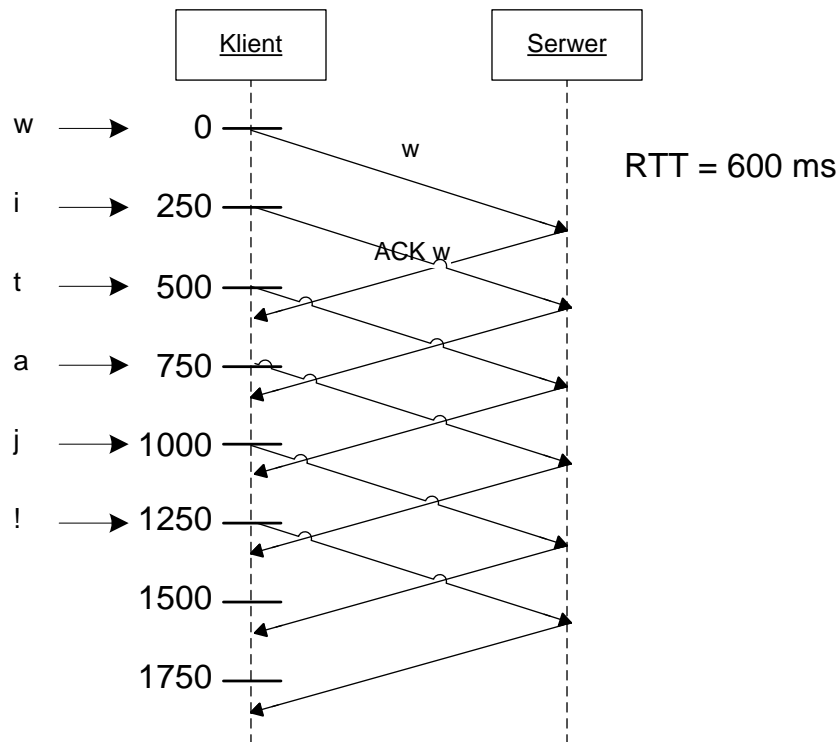 Klient
Serwer
w
0
w
RTT = 600 ms
i
250
ACK w
t
500
a
750
j
1000
!
1250
1500
1750